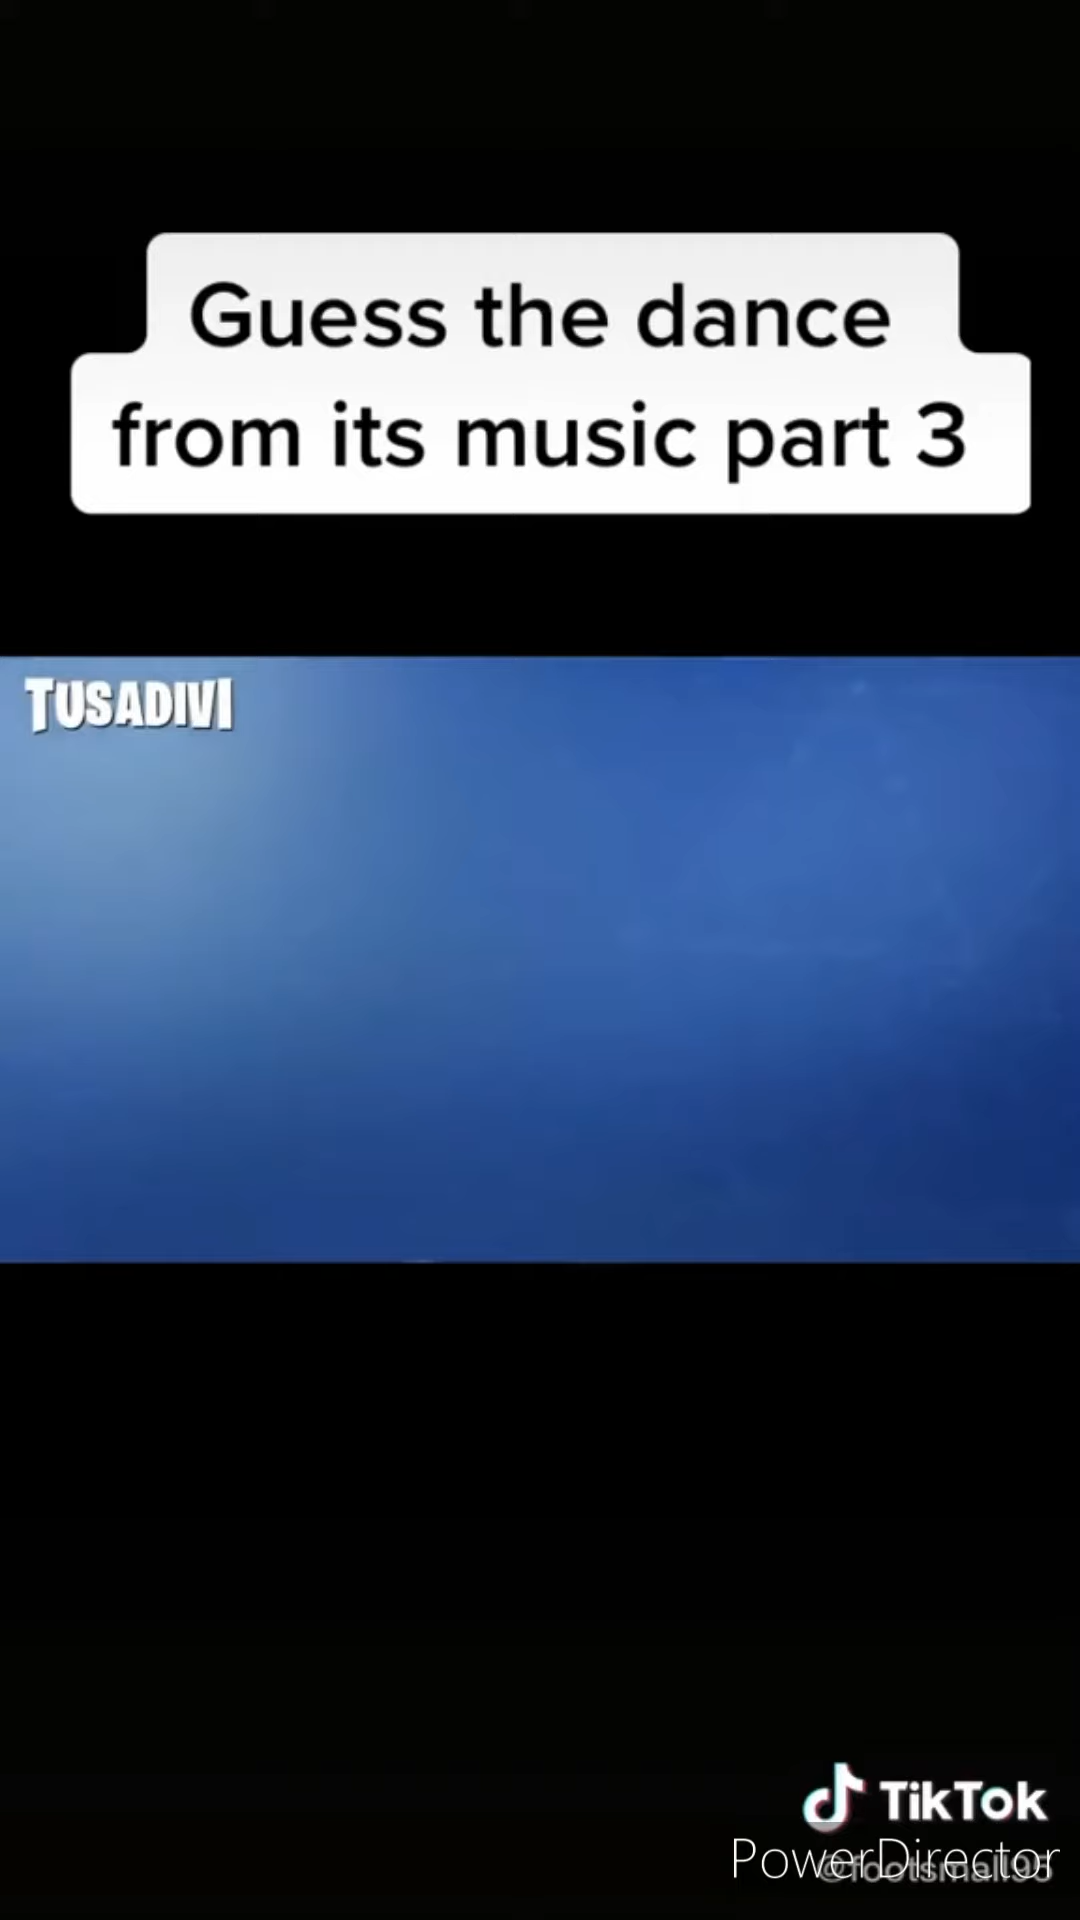 Guess the dance
from its music part 3
TUSADIVI
TikTok
PowerDirector